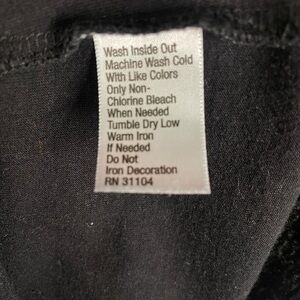 Wash Inside Out
Machine Wash Cold
With Like Colors
Only Non-
Chlorine Bleach
When Needed
Tumble Dry Low
Warm Iron
If Needed
Do Not
Iron Decoration
RN 31104